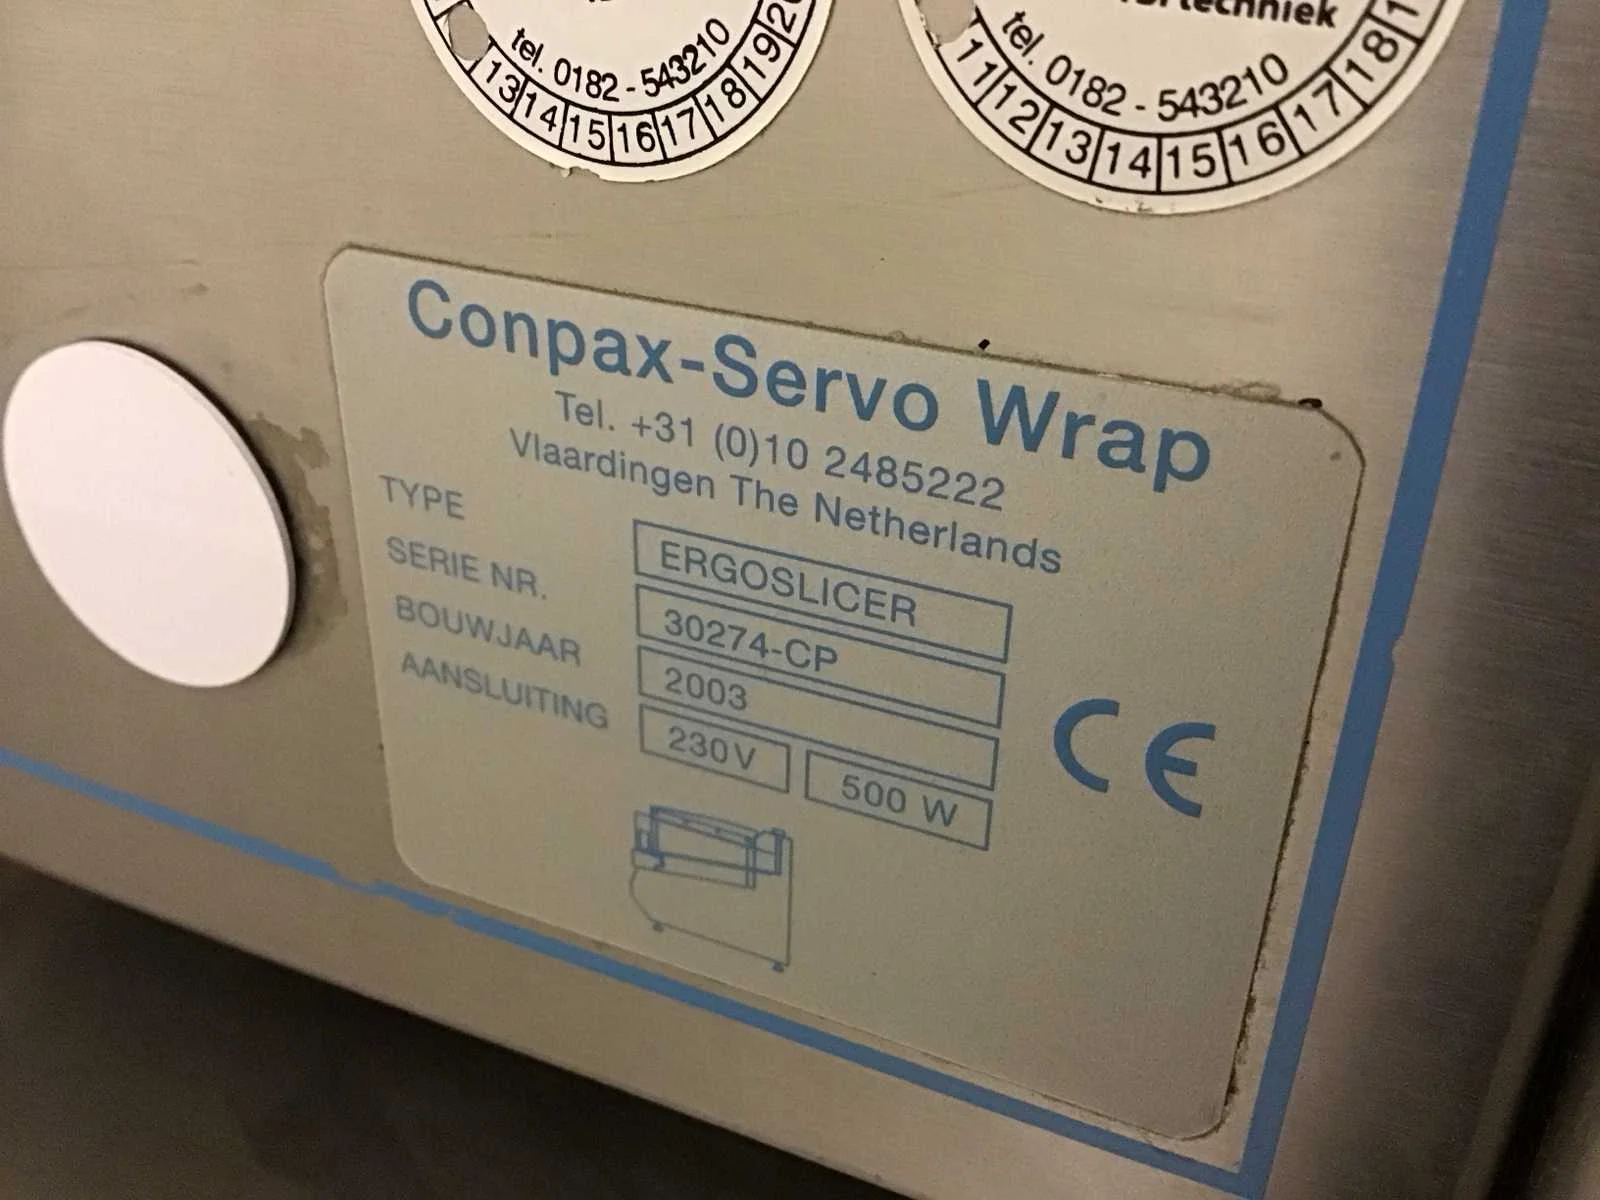 tel. 0182 - 543210
13 14 15 16 17 18 19
techniek
tel. 0182 - 543210
11 12 13 14 15 16 17 18
Conpax-Servo Wrap
Tel. +31 (0)10 2485222
Vlaardingen The Netherlands
TYPE ERGOSLICER
SERIE NR. 30274-CP
BOUWJAAR 2003
AANSLUITING 230V 500 W
CE